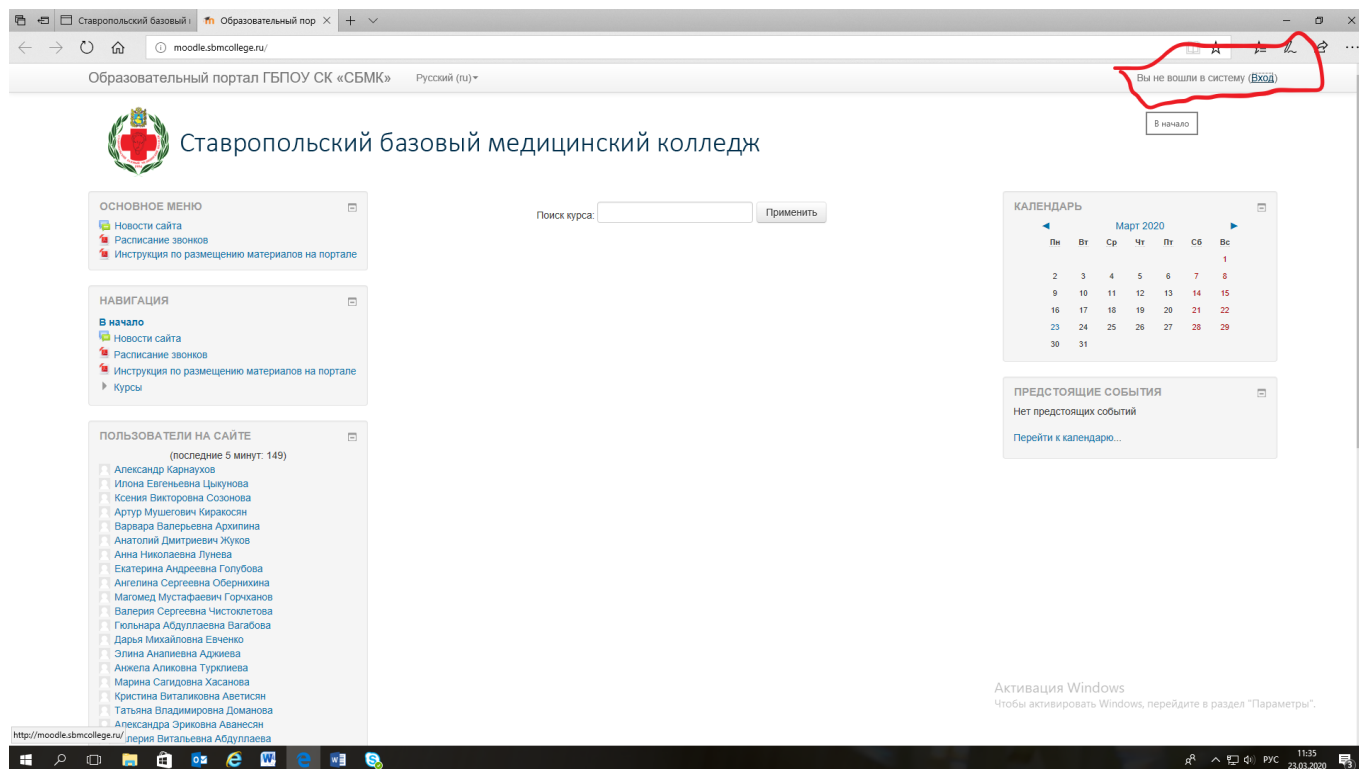 Ставропольский базовый
Образовательный пор
moodle.sbmcollege.ru/
Образовательный портал ГБПОУ СК «СБМК» Русский (ru)
Вы не вошли в систему (Вход)
В начало
Ставропольский базовый медицинский колледж
ОСНОВНОЕ МЕНЮ
Новости сайта
Расписание звонков
Инструкция по размещению материалов на портале
НАВИГАЦИЯ
В начало
Новости сайта
Расписание звонков
Инструкция по размещению материалов на портале
Курсы
ПОЛЬЗОВАТЕЛИ НА САЙТЕ
(последние 5 минут: 149)
Александр Карнаухов
Илона Евгеньевна Цыкунова
Ксения Викторовна Созонова
Артур Мушегович Киракосян
Варвара Валерьевна Архипина
Анатолий Дмитриевич Жуков
Анна Николаевна Лунева
Екатерина Андреевна Голубова
Ангелина Сергеевна Обернихина
Магомед Мустафаевич Горчханов
Валерия Сергеевна Чистоклетова
Гюльнара Абдуллаевна Вагабова
Дарья Михайловна Евченко
Элина Анапиевна Аджиева
Анжела Аликовна Турклиева
Марина Сагидовна Хасанова
Кристина Виталиковна Аветисян
Татьяна Владимировна Доманова
Александра Эриковна Аванесян
лерия Витальевна Абдуллаева
http://moodle.sbmcollege.ru/
Поиск курса: Применить
КАЛЕНДАРЬ
Март 2020
Пн Вт Ср Чт Пт Сб Вс
1
2 3 4 5 6 7 8
9 10 11 12 13 14 15
16 17 18 19 20 21 22
23 24 25 26 27 28 29
30 31
ПРЕДСТОЯЩИЕ СОБЫТИЯ
Нет предстоящих событий
Перейти к календарю...
Активация Windows
Чтобы активировать Windows, перейдите в раздел "Параметры".
РУС
11:35
23.03.2020